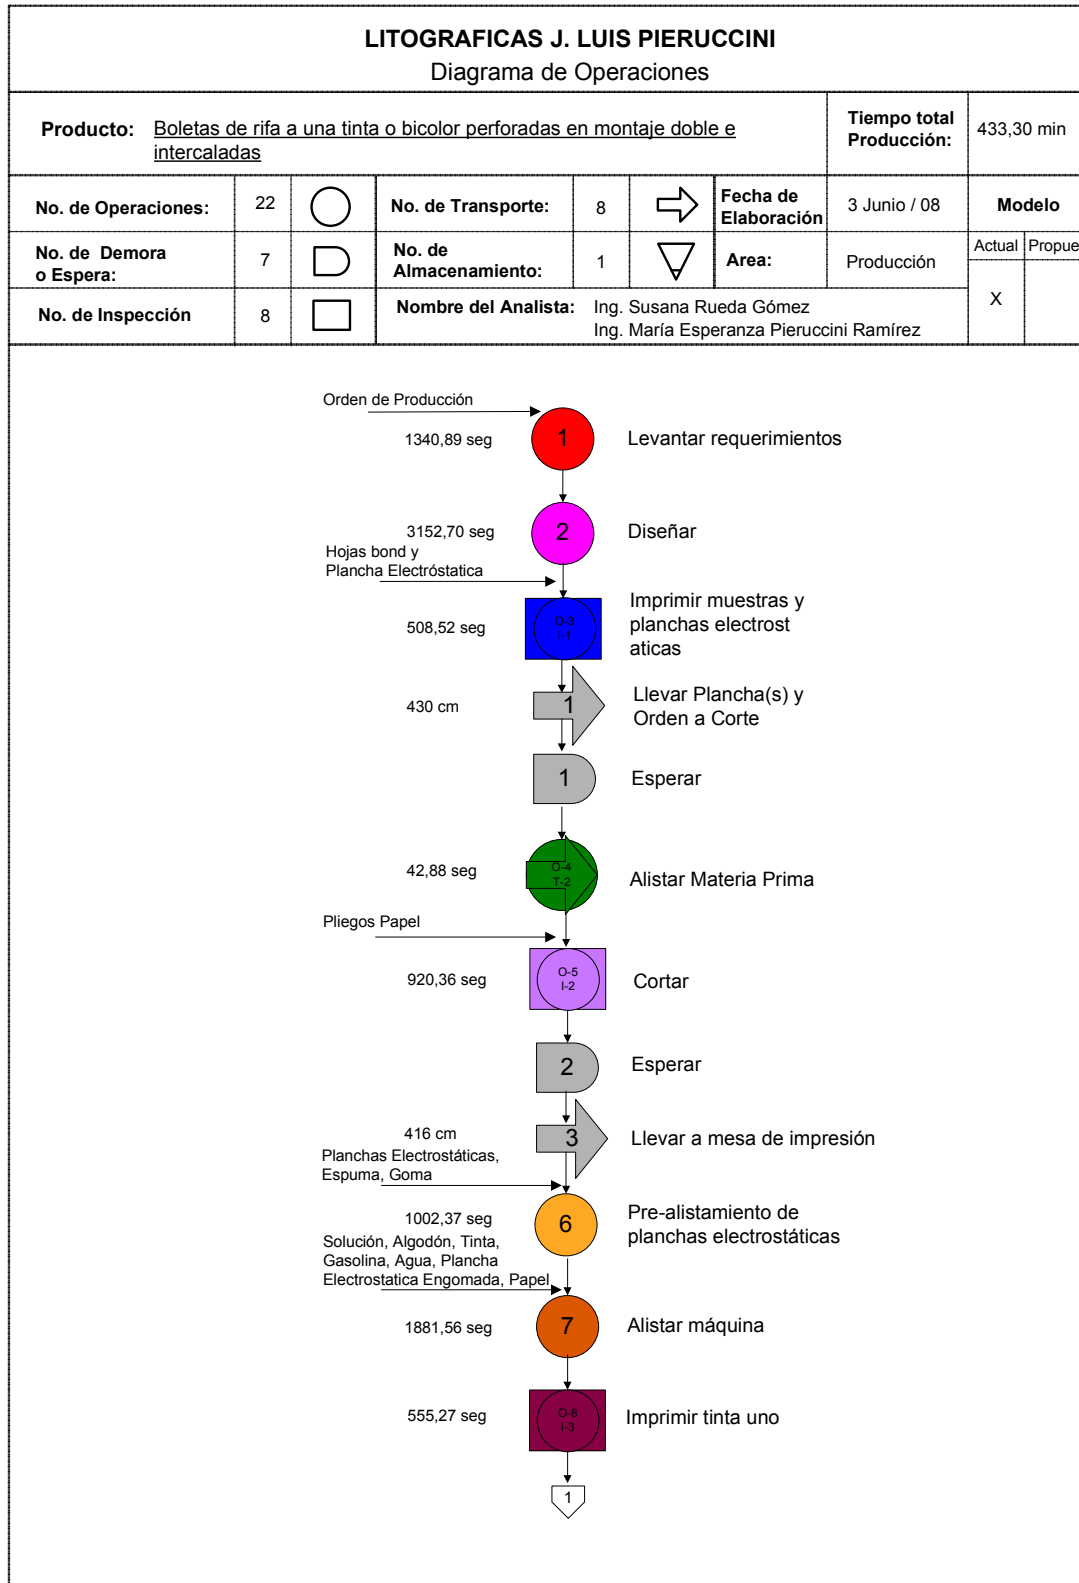 LITOGRAFICAS J. LUIS PIERUCCINI
Diagrama de Operaciones
Producto: Boletas de rifa a una tinta o bicolor perforadas en montaje doble e
intercaladas
Tiempo total
Producción:
433,30 min
No. de Operaciones:
22
No. de Transporte:
8
Fecha de
Elaboración
3 Junio / 08
Modelo
No. de Demora
o Espera:
7
No. de
Almacenamiento:
1
Area:
Producción
Actual
Propue
X
No. de Inspección
8
Nombre del Analista: Ing. Susana Rueda Gómez
Ing. María Esperanza Pieruccini Ramírez
Orden de Producción
1340,89 seg
1
Levantar requerimientos
3152,70 seg
2
Diseñar
Hojas bond y
Plancha Electróstatica
508,52 seg
O-3
I-1
Imprimir muestras y
planchas electrost
aticas
430 cm
1
Llevar Plancha(s) y
Orden a Corte
1
Esperar
42,88 seg
O-4
T-2
Alistar Materia Prima
Pliegos Papel
920,36 seg
O-5
I-2
Cortar
2
Esperar
416 cm
3
Llevar a mesa de impresión
Planchas Electrostáticas,
Espuma, Goma
1002,37 seg
6
Pre-alistamiento de
planchas electrostáticas
Solución, Algodón, Tinta,
Gasolina, Agua, Plancha
Electrostatica Engomada, Papel
1881,56 seg
7
Alistar máquina
555,27 seg
O-8
I-3
Imprimir tinta uno
1